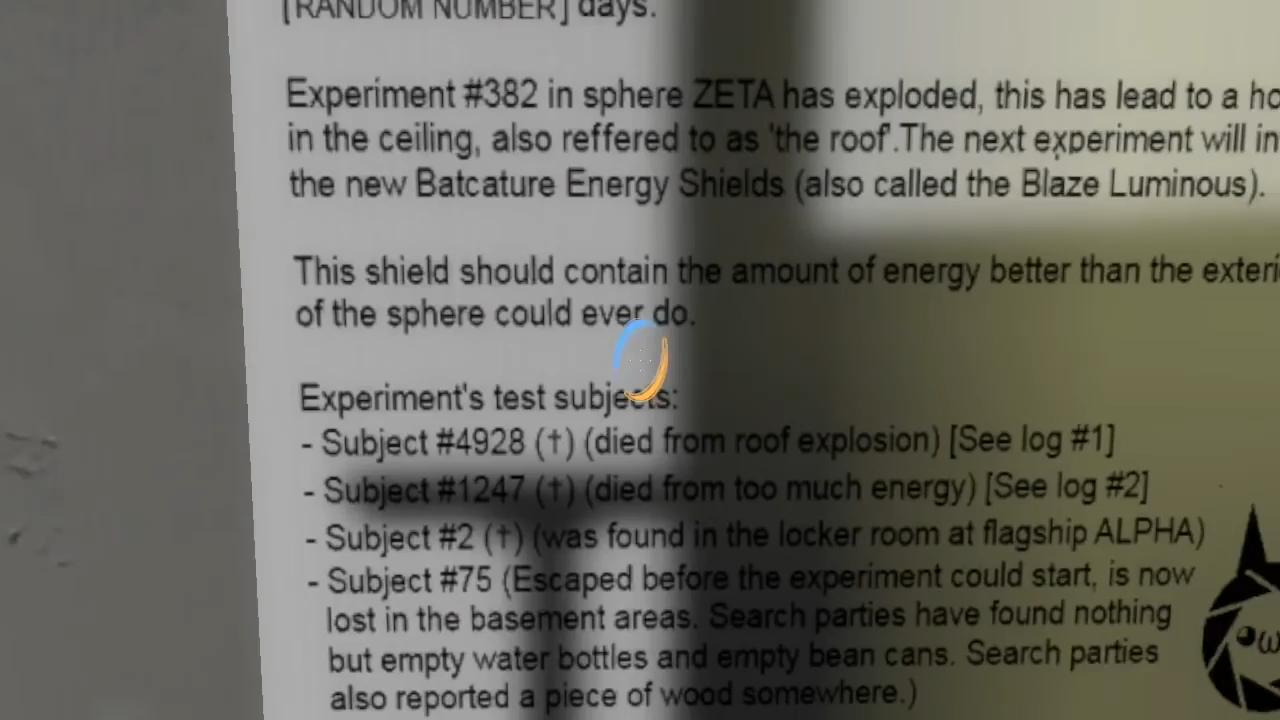 [RANDOM NUMBER] days.
Experiment #382 in sphere ZETA has exploded, this has lead to a
in the ceiling, also reffered to as 'the roof'.The next experiment will
the new Batcature Energy Shields (also called the Blaze Luminous).
This shield should contain the amount of energy better than the
of the sphere could ever do.
Experiment's test subjects:
- Subject #4928 (†) (died from roof explosion) [See log #1]
- Subject #1247 (†) (died from too much energy) [See log #2]
- Subject #2 (†) (was found in the locker room at flagship ALPHA)
- Subject #75 (Escaped before the experiment could start, is now
lost in the basement areas. Search parties have found nothing
but empty water bottles and empty bean cans. Search parties
also reported a piece of wood somewhere.)